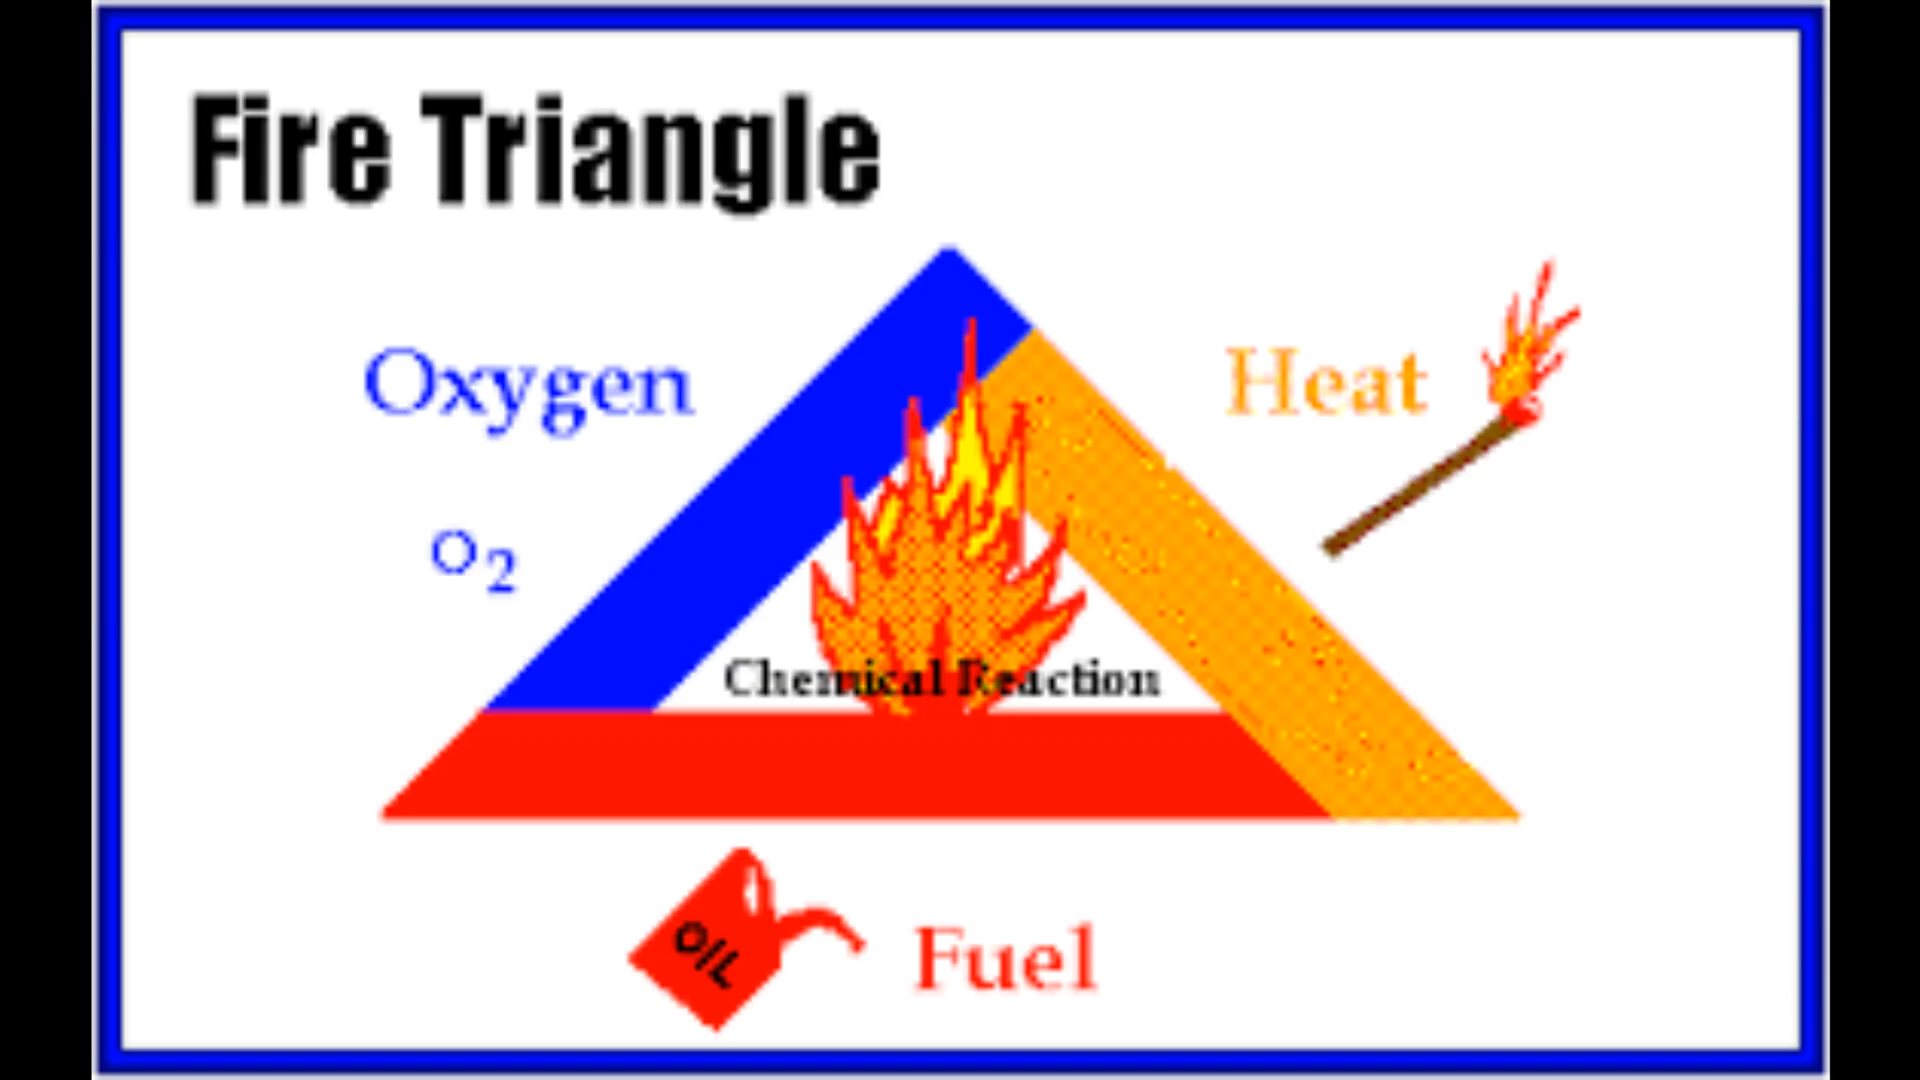 Fire Triangle
Oxygen
Heat
O2
Chemical Reaction
OIL
Fuel